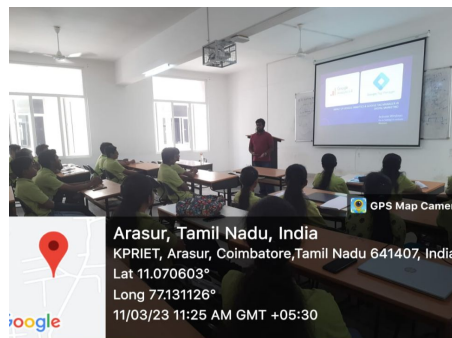 GPS Map Camer
Arasur, Tamil Nadu, India
KPRIET, Arasur, Coimbatore,Tamil Nadu 641407, India
Lat 11.070603°
Long 77.131126°
11/03/23 11:25 AM GMT +05:30
Google